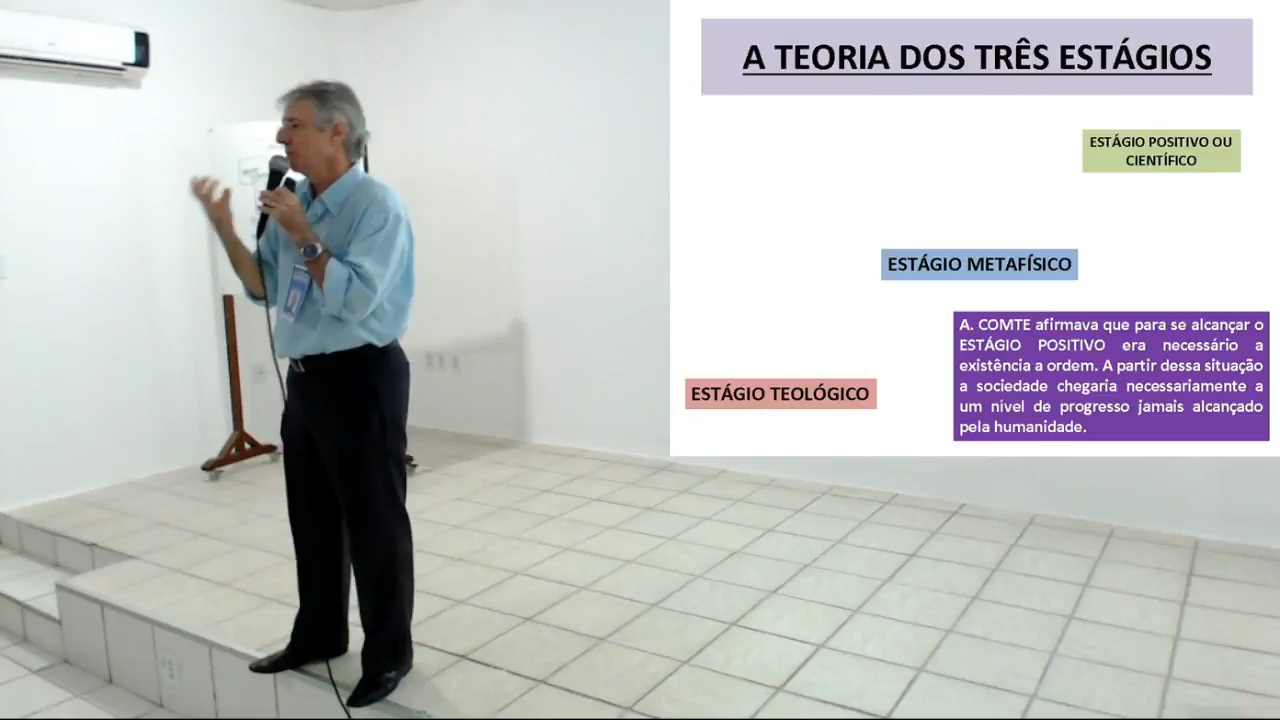 A TEORIA DOS TRÊS ESTÁGIOS
ESTÁGIO POSITIVO OU
CIENTÍFICO
ESTÁGIO METAFÍSICO
A. COMTE afirmava que para se alcançar o
ESTÁGIO POSITIVO era necessário a
existência a ordem. A partir dessa situação
a sociedade chegaria necessariamente a
um nível de progresso jamais alcançado
pela humanidade.
ESTÁGIO TEOLÓGICO